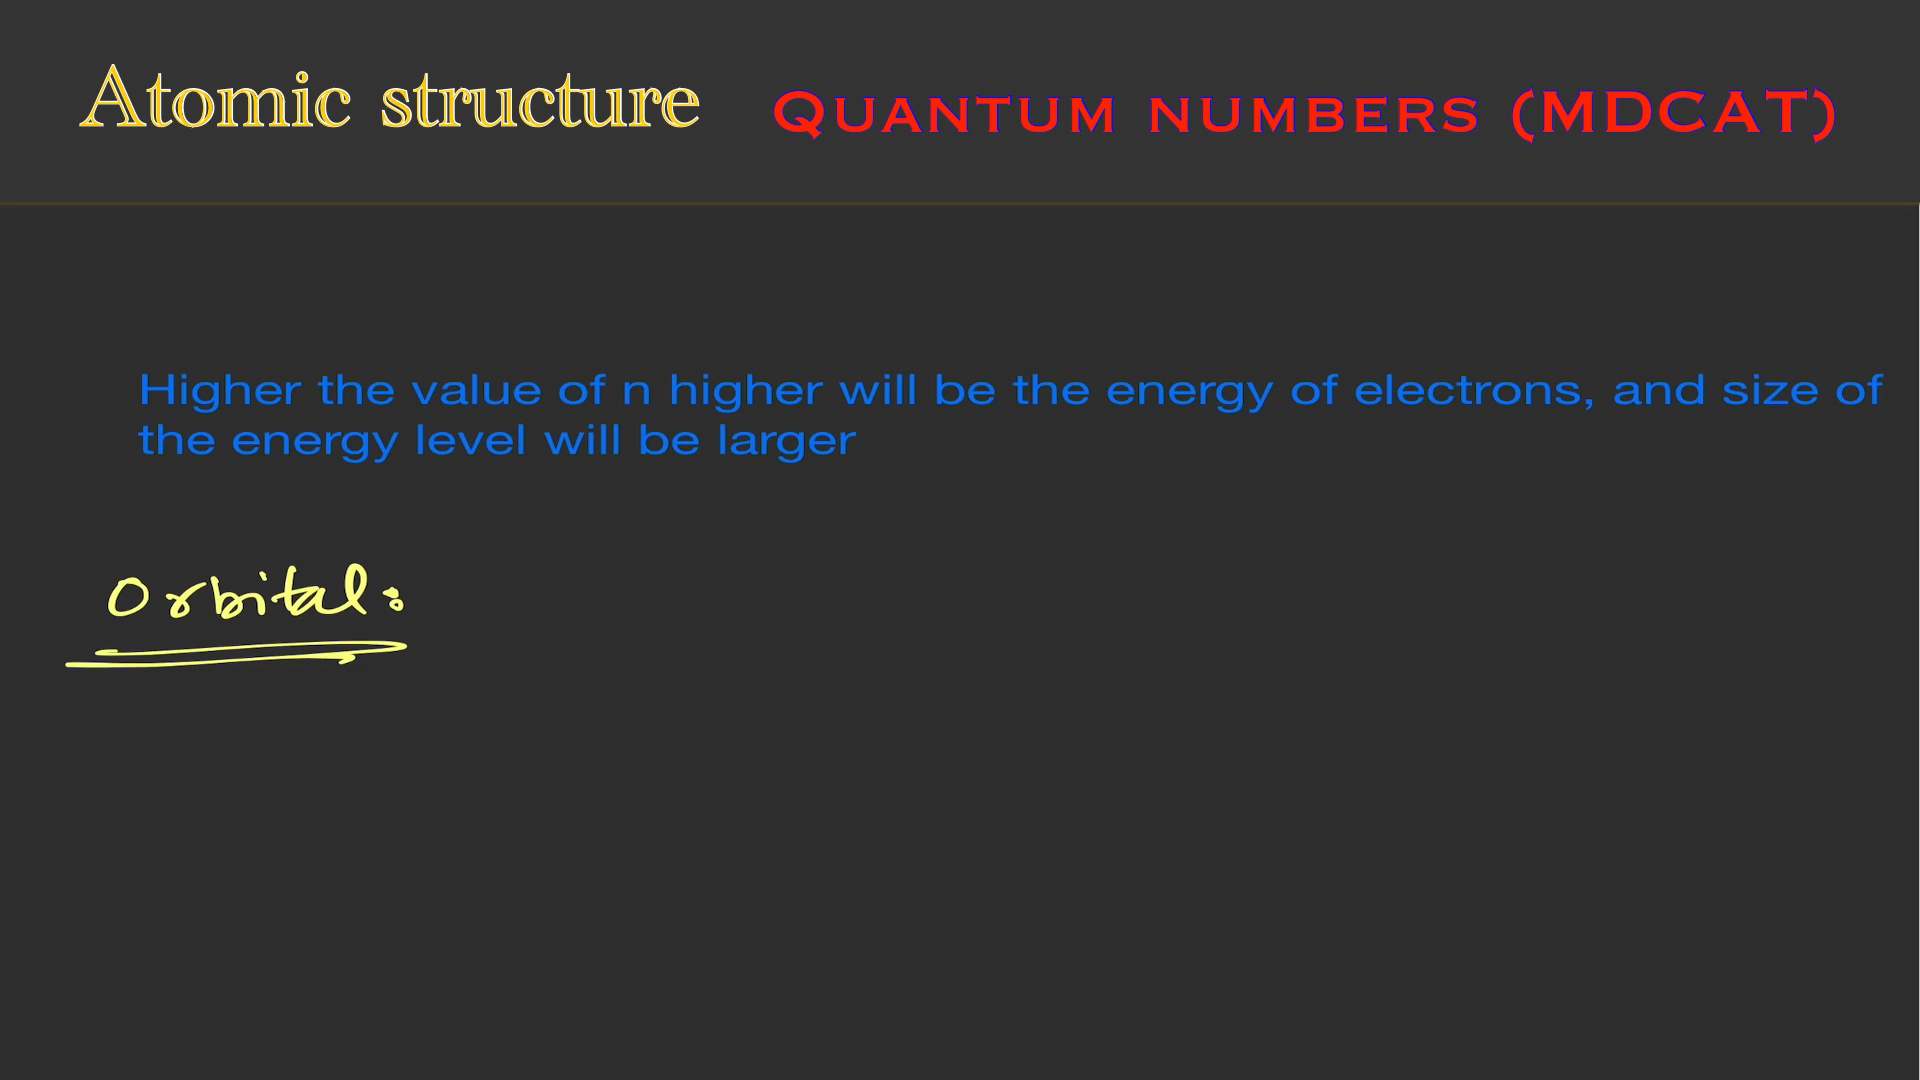 Atomic structure QUANTUM NUMBERS (MDCAT)
Higher the value of n higher will be the energy of electrons, and size of
the energy level will be larger
Orbital: